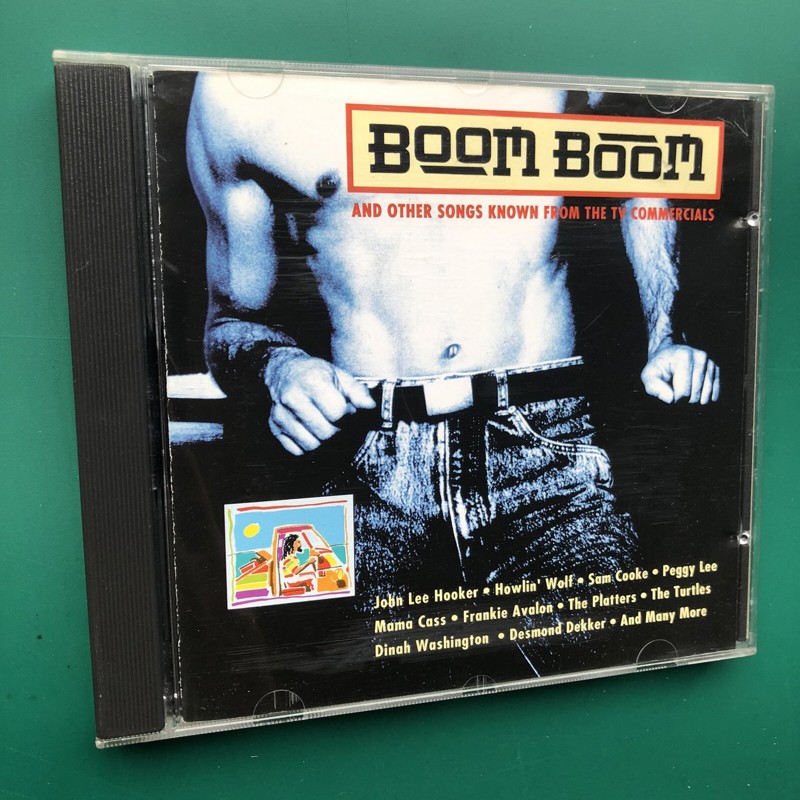 BOOM BOOM
AND OTHER SONGS KNOWN FROM THE TV COMMERCIALS
John Lee Hooker • Howlin' Wolf • Sam Cooke • Peggy Lee
Mama Cass • Frankie Avalon • The Platters • The Turtles
Dinah Washington • Desmond Dekker • And Many More